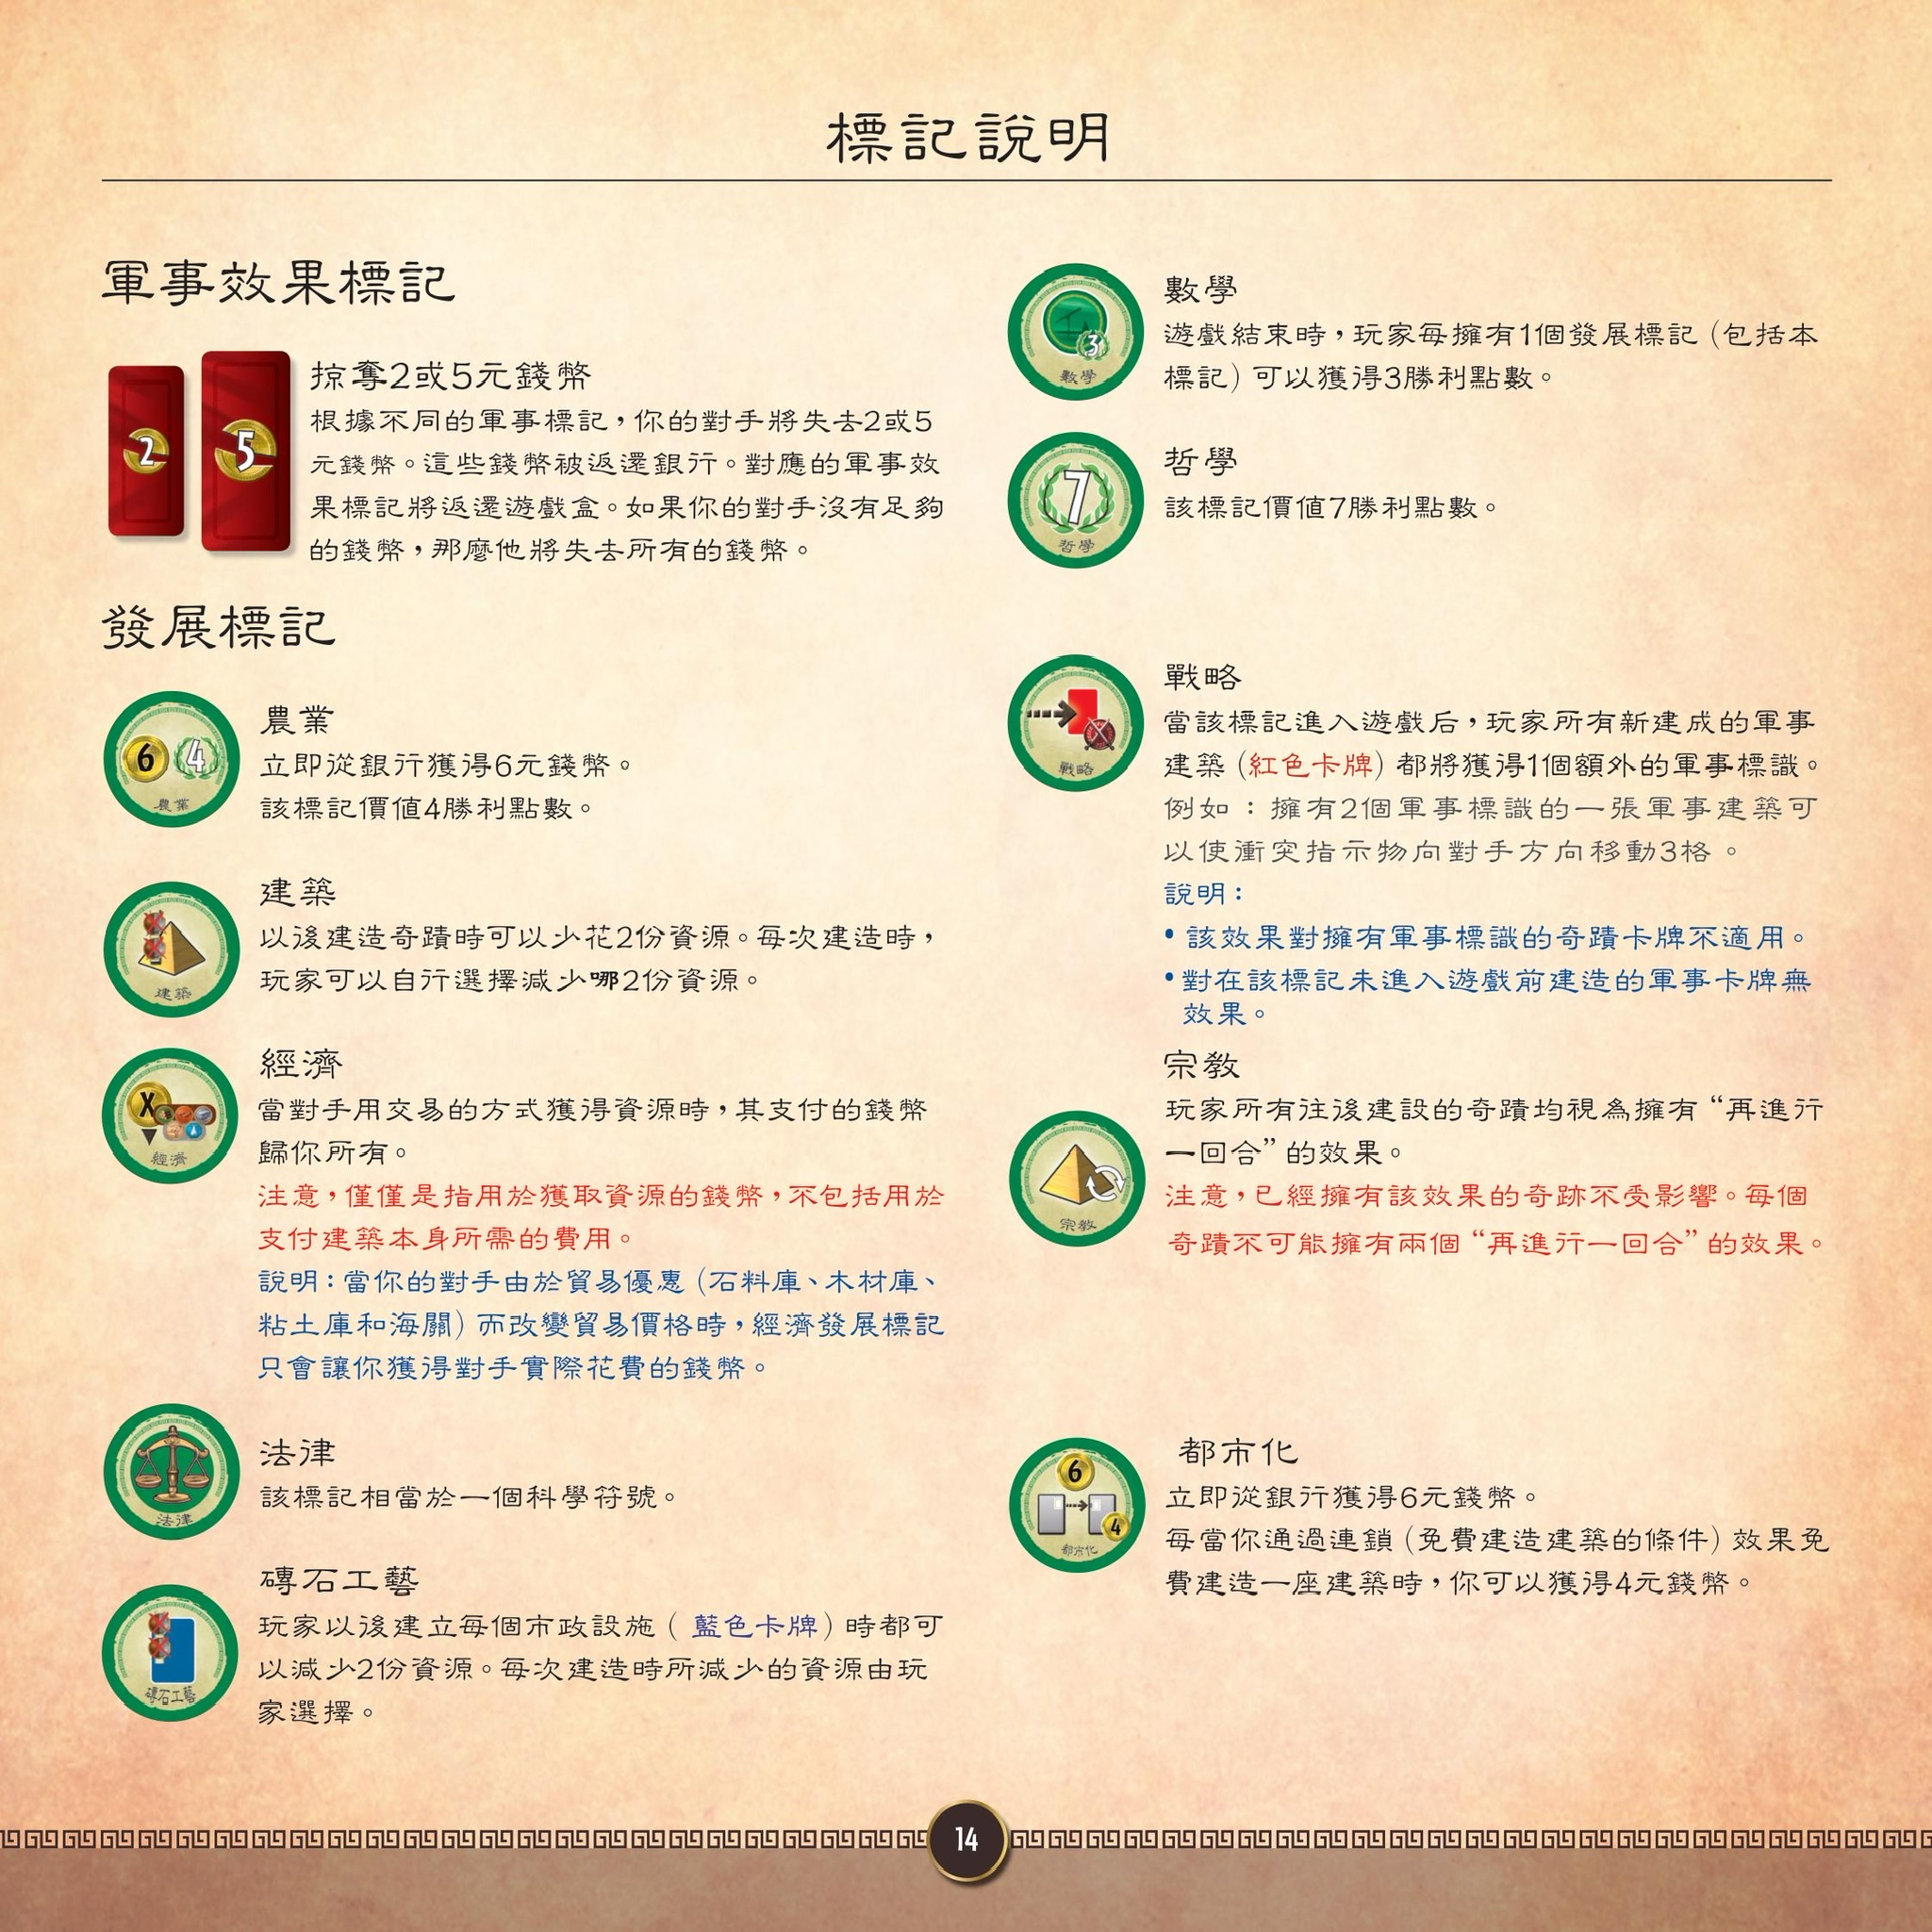 標記說明
軍事效果標記
2
5
掠奪2或5元錢幣
根據不同的軍事標記，你的對手將失去2或5
元錢幣。這些錢幣被返還銀行。對應的軍事效
果標記將返還遊戲盒。如果你的對手沒有足夠
的錢幣，那麼他將失去所有的錢幣。
發展標記
6 4
農業
農業
立即從銀行獲得6元錢幣。
該標記價值4勝利點數。
建築
建築
以後建造奇蹟時可以少花2份資源。每次建造時，
玩家可以自行選擇減少哪2份資源。
X
經濟
經濟
當對手用交易的方式獲得資源時，其支付的錢幣
歸你所有。
注意，僅僅是指用於獲取資源的錢幣，不包括用於
支付建築本身所需的費用。
說明：當你的對手由於貿易優惠（石料庫、木材庫、
粘土庫和海關）而改變貿易價格時，經濟發展標記
只會讓你獲得對手實際花費的錢幣。
法律
法律
該標記相當於一個科學符號。
磚石工藝
磚石工藝
玩家以後建立每個市政設施（ 藍色卡牌）時都可
以減少2份資源。每次建造時所減少的資源由玩
家選擇。
3
數學
數學
遊戲結束時，玩家每擁有1個發展標記（包括本
標記）可以獲得3勝利點數。
7
哲學
哲學
該標記價值7勝利點數。
戰略
戰略
當該標記進入遊戲后，玩家所有新建成的軍事
建築（紅色卡牌）都將獲得1個額外的軍事標識。
例如：擁有2個軍事標識的一張軍事建築可
以使衝突指示物向對手方向移動3格。
說明：
• 該效果對擁有軍事標識的奇蹟卡牌不適用。
• 對在該標記未進入遊戲前建造的軍事卡牌無
效果。
宗教
宗教
玩家所有往後建設的奇蹟均視為擁有“再進行
一回合”的效果。
注意，已經擁有該效果的奇跡不受影響。每個
奇蹟不可能擁有兩個“再進行一回合”的效果。
6
4
都市化
都市化
立即從銀行獲得6元錢幣。
每當你通過連鎖（免費建造建築的條件）效果免
費建造一座建築時，你可以獲得4元錢幣。
14